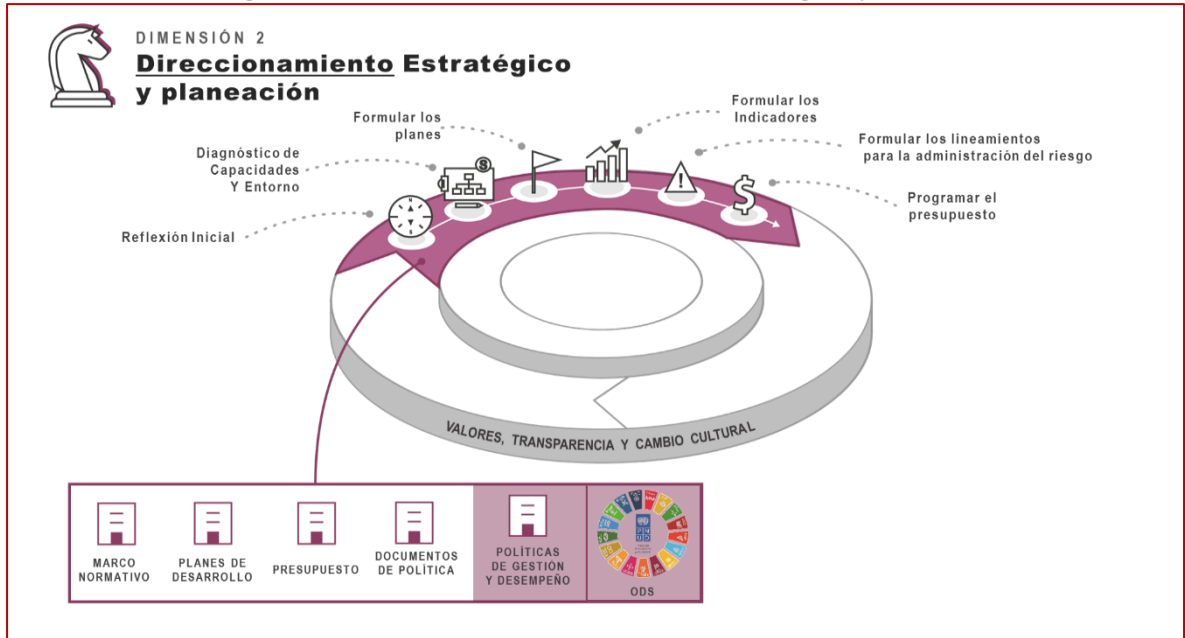 DIMENSIÓN 2
Direccionamiento Estratégico
y planeación
Formular los
planes
Formular los
Indicadores
Diagnóstico de
Capacidades
Y Entorno
Formular los lineamientos
para la administración del riesgo
Programar el
presupuesto
Reflexión Inicial
S
!
$
VALORES, TRANSPARENCIA Y CAMBIO CULTURAL
MARCO
NORMATIVO
PLANES DE
DESARROLLO
PRESUPUESTO
DOCUMENTOS
DE POLÍTICA
POLÍTICAS
DE GESTIÓN
Y DESEMPEÑO
ODS